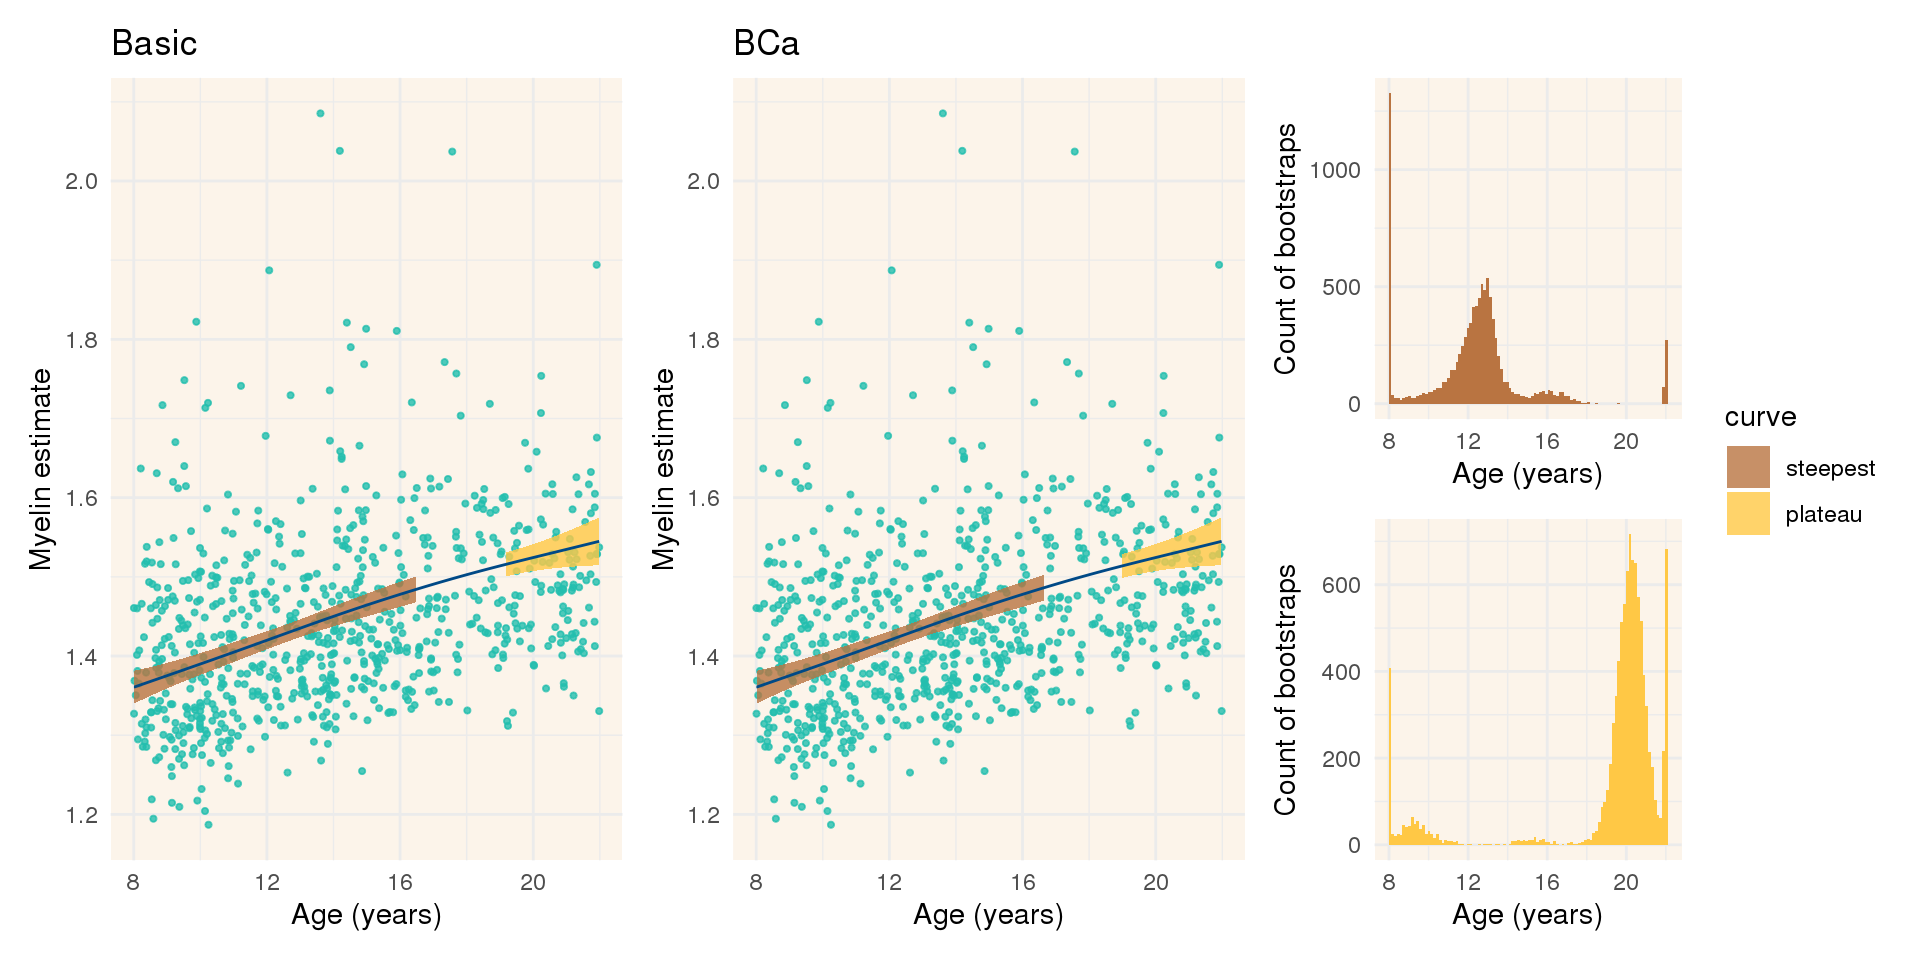 Basic
Myelin estimate
2.0
1.8
1.6
1.4
1.2
8 12 16 20
Age (years)
BCa
Myelin estimate
2.0
1.8
1.6
1.4
1.2
8 12 16 20
Age (years)
Count of bootstraps
1000
500
0
8 12 16 20
Age (years)
Count of bootstraps
600
400
200
0
8 12 16 20
Age (years)
curve
steepest
plateau